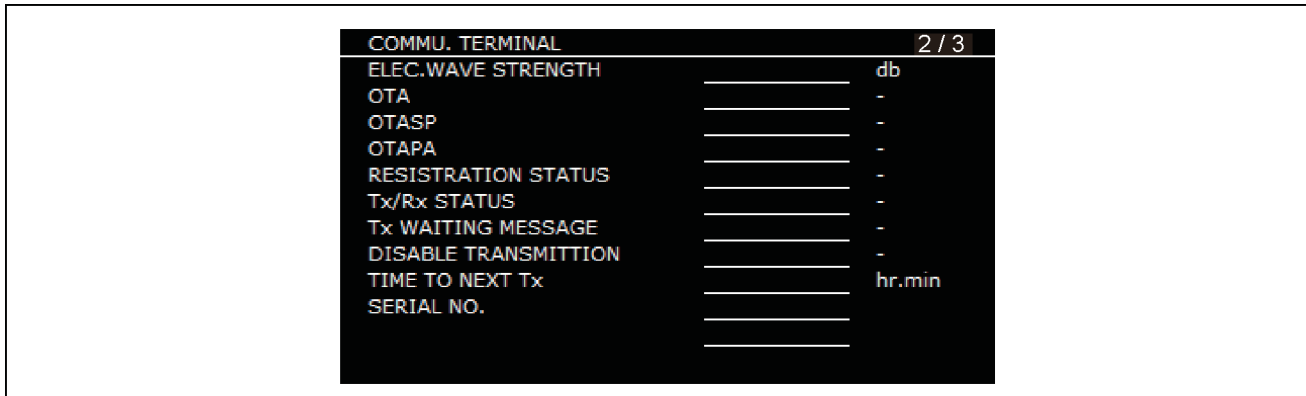 COMMU. TERMINAL 2 / 3
ELEC.WAVE STRENGTH db
OTA -
OTASP -
OTAPA -
RESISTRATION STATUS -
Tx/Rx STATUS -
Tx WAITING MESSAGE -
DISABLE TRANSMITTION -
TIME TO NEXT Tx hr.min
SERIAL NO.